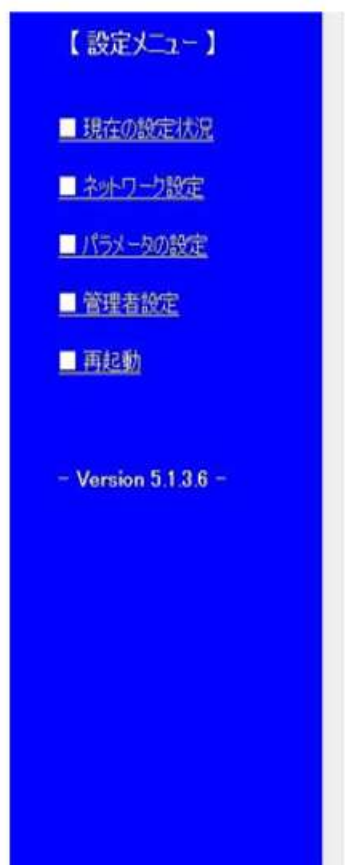 【 設定メニュー 】
■ 現在の設定状況
■ ネットワーク設定
■ パラメータの設定
■ 管理者設定
■ 再起動
− Version 5.1.3.6 −